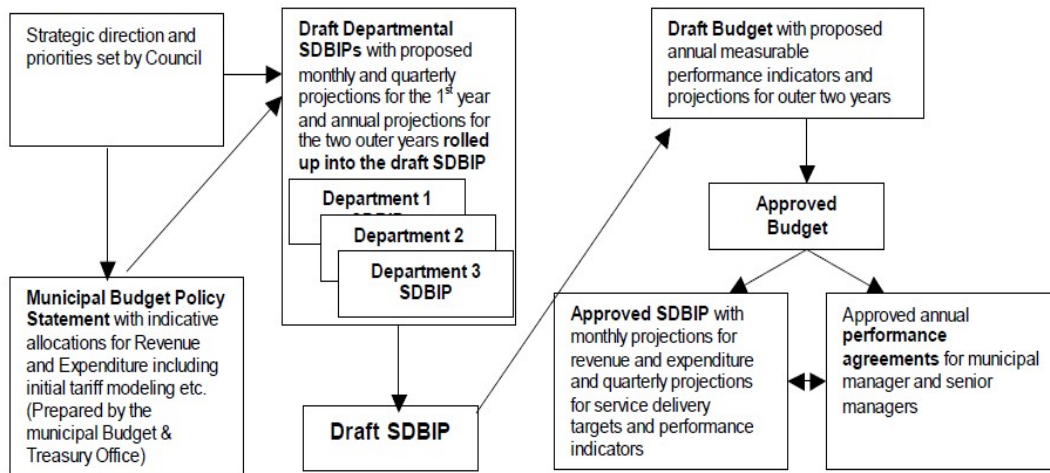 Strategic direction and
priorities set by Council
Municipal Budget Policy
Statement with indicative
allocations for Revenue
and Expenditure including
initial tariff modeling etc.
(Prepared by the
municipal Budget &
Treasury Office)
Draft Departmental
SDBIPs with proposed
monthly and quarterly
projections for the 1st year
and annual projections for
the two outer years rolled
up into the draft SDBIP
Department 1
Department 2
Department 3
SDBIP
Draft SDBIP
Draft Budget with proposed
annual measurable
performance indicators and
projections for outer two years
Approved
Budget
Approved SDBIP with
monthly projections for
revenue and expenditure
and quarterly projections
for service delivery
targets and performance
indicators
Approved annual
performance
agreements for municipal
manager and senior
managers